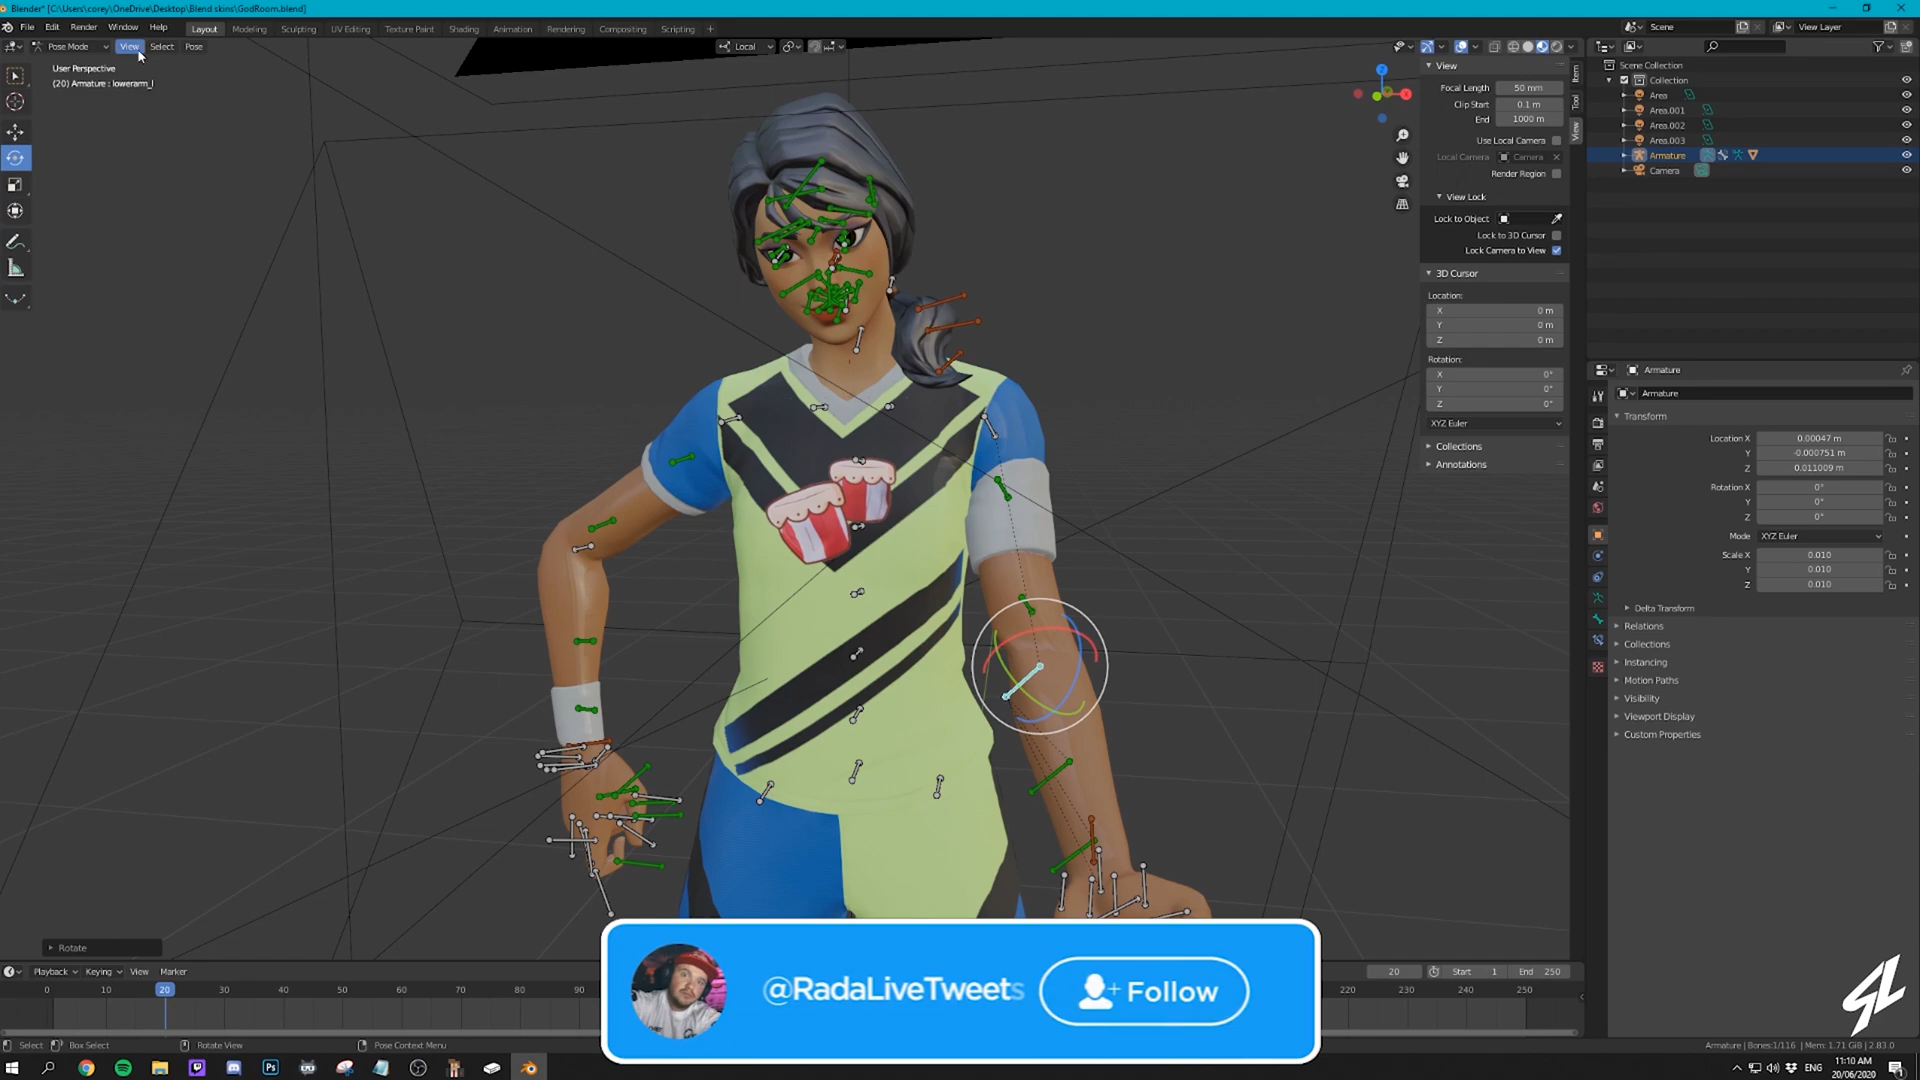 Blender* [C:\Users\corey\OneDrive\Desktop\Blend skins\GodRoom.blend]
File Edit Render Window Help Layout Modeling Sculpting UV Editing Texture Paint Shading Animation Rendering Compositing Scripting + Scene View Layer
Pose Mode View Select Pose Local
User Perspective
(20) Armature : lowerarm_l
View
Focal Length 50 mm
Clip Start 0.1 m
End 1000 m
Use Local Camera
Local Camera Camera
Render Region
View Lock
Lock to Object
Lock to 3D Cursor
Lock Camera to View
3D Cursor
Location:
X 0 m
Y 0 m
Z 0 m
Rotation:
X 0°
Y 0°
Z 0°
XYZ Euler
Collections
Annotations
Item
Tool
View
Scene Collection
Collection
Area
Area.001
Area.002
Area.003
Armature
Camera
Armature
Armature
Transform
Location X 0.00047 m
Y -0.000751 m
Z 0.011009 m
Rotation X 0°
Y 0°
Z 0°
Mode XYZ Euler
Scale X 0.010
Y 0.010
Z 0.010
Delta Transform
Relations
Collections
Instancing
Motion Paths
Visibility
Viewport Display
Custom Properties
Rotate
Playback Keying View Marker 20 Start 1 End 250
0 10 20 30 40 50 60 70 80 90 220 230 240 250
@RadaLiveTweets Follow
Select Box Select Rotate View Pose Context Menu Armature | Bones:1/116 | Mem: 1.71 GiB | 2.83.0
ENG 11:10 AM
20/06/2020